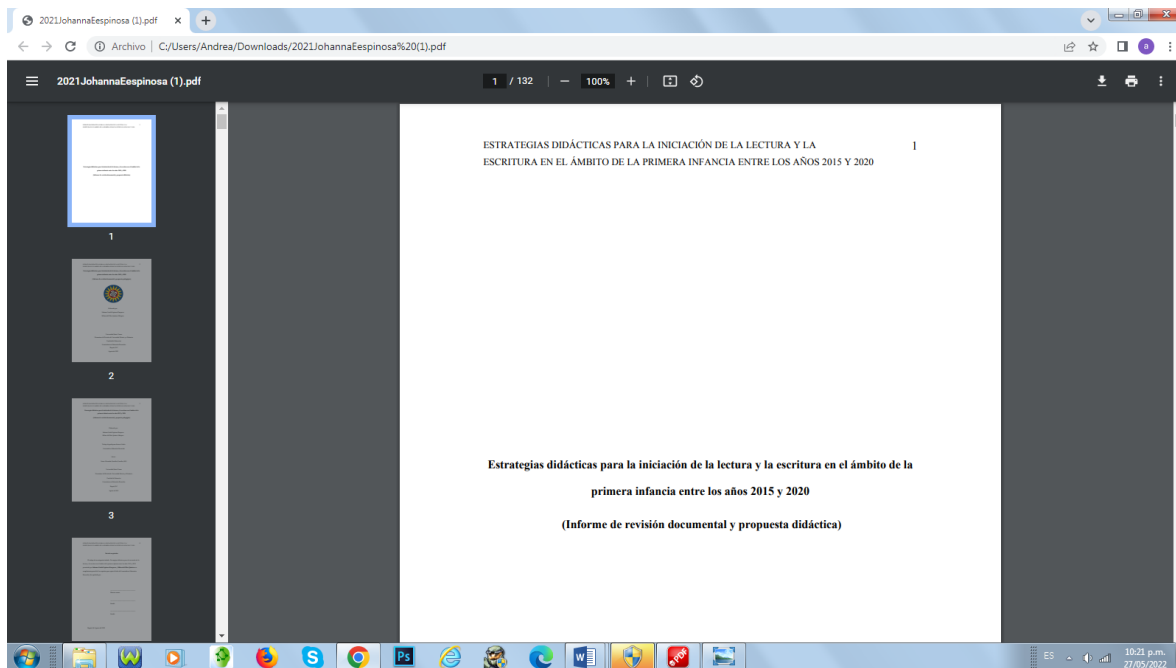 2021JohannaEespinosa (1).pdf
Archivo
C:/Users/Andrea/Downloads/2021JohannaEespinosa%20(1).pdf
a
2021JohannaEespinosa (1).pdf
1 / 132
100%
ESTRATEGIAS DIDÁCTICAS PARA LA INICIACIÓN DE LA LECTURA Y LA 1
ESCRITURA EN EL ÁMBITO DE LA PRIMERA INFANCIA ENTRE LOS AÑOS 2015 Y 2020
1
2
3
Estrategias didácticas para la iniciación de la lectura y la escritura en el ámbito de la
primera infancia entre los años 2015 y 2020
(Informe de revisión documental y propuesta didáctica)
Ps
PDF
ES
10:21 p.m.
27/05/2022